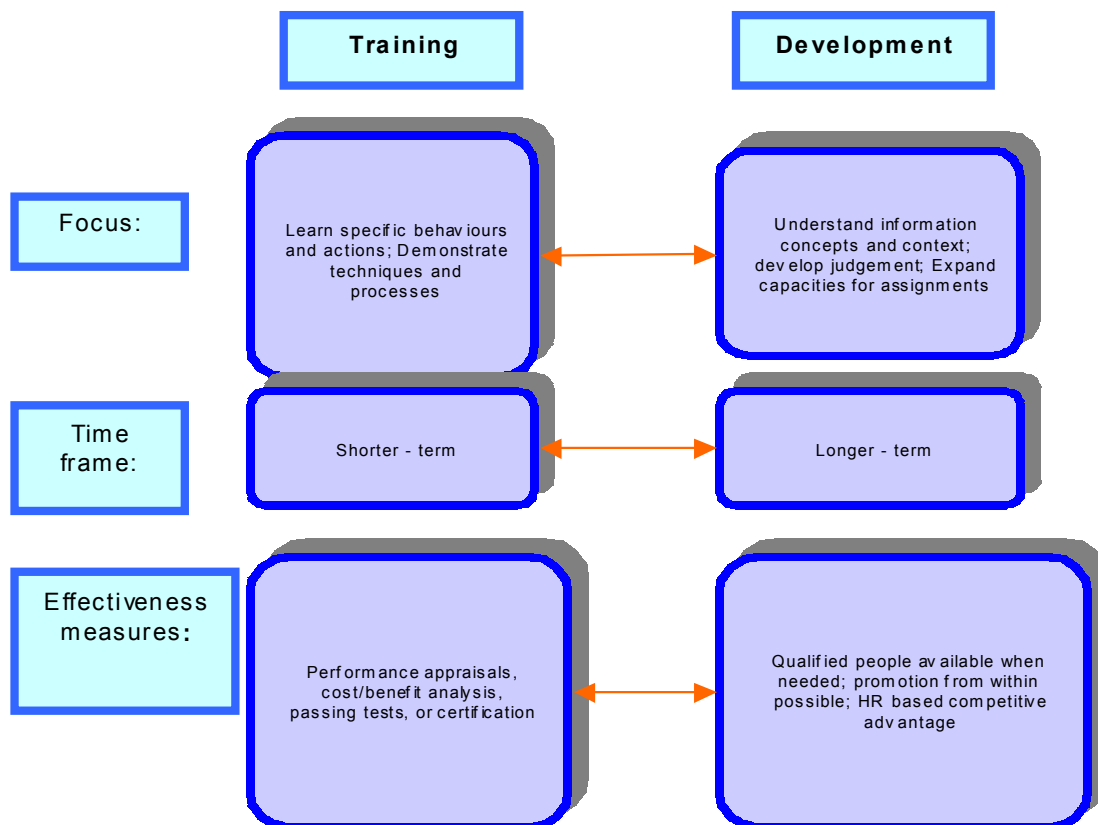 Training
Development
Focus:
Learn specific behaviours
and actions; Demonstrate
techniques and
processes
Understand information
concepts and context;
develop judgement; Expand
capacities for assignments
Time
frame:
Shorter - term
Longer - term
Effectiveness
measures:
Performance appraisals,
cost/benefit analysis,
passing tests, or certification
Qualified people available when
needed; promotion from within
possible; HR based competitive
advantage